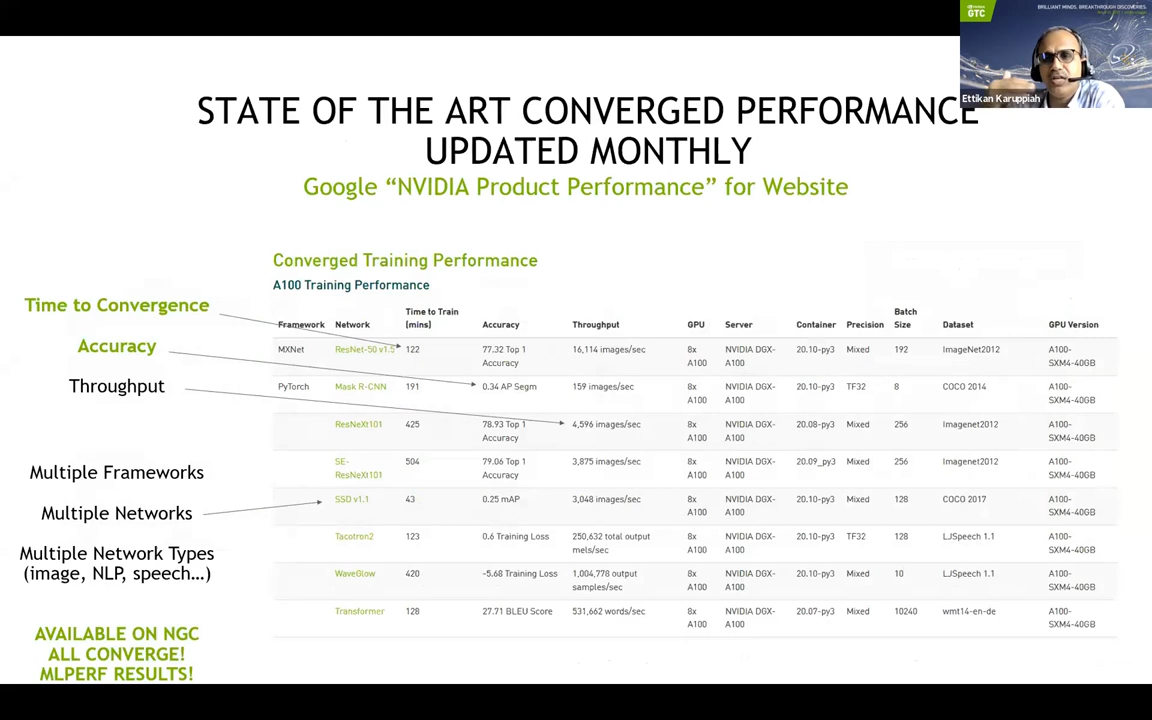 NVIDIA
GTC
BRILLIANT MINDS. BREAKTHROUGH DISCOVERIES.
Ettikan Karuppiah
STATE OF THE ART CONVERGED PERFORMANCE
UPDATED MONTHLY
Google “NVIDIA Product Performance” for Website
Converged Training Performance
A100 Training Performance
Time to Convergence
Accuracy
Throughput
Multiple Frameworks
Multiple Networks
Multiple Network Types
(image, NLP, speech…)
AVAILABLE ON NGC
ALL CONVERGE!
MLPERF RESULTS!
Framework Network Time to Train (mins) Accuracy Throughput GPU Server Container Precision Batch Size Dataset GPU Version
MXNet ResNet-50 v1.5 122 77.32 Top 1 Accuracy 16,114 images/sec 8x A100 NVIDIA DGX-A100 20.10-py3 Mixed 192 ImageNet2012 A100-SXM4-40GB
PyTorch Mask R-CNN 191 0.34 AP Segm 159 images/sec 8x A100 NVIDIA DGX-A100 20.10-py3 TF32 8 COCO 2014 A100-SXM4-40GB
ResNeXt101 425 78.93 Top 1 Accuracy 4,596 images/sec 8x A100 NVIDIA DGX-A100 20.08-py3 Mixed 256 Imagenet2012 A100-SXM4-40GB
SE-ResNeXt101 504 79.06 Top 1 Accuracy 3,875 images/sec 8x A100 NVIDIA DGX-A100 20.09_py3 Mixed 256 Imagenet2012 A100-SXM4-40GB
SSD v1.1 43 0.25 mAP 3,048 images/sec 8x A100 NVIDIA DGX-A100 20.10-py3 Mixed 128 COCO 2017 A100-SXM4-40GB
Tacotron2 123 0.6 Training Loss 250,632 total output mels/sec 8x A100 NVIDIA DGX-A100 20.10-py3 TF32 128 LJSpeech 1.1 A100-SXM4-40GB
WaveGlow 420 -5.68 Training Loss 1,004,778 output samples/sec 8x A100 NVIDIA DGX-A100 20.10-py3 Mixed 10 LJSpeech 1.1 A100-SXM4-40GB
Transformer 128 27.71 BLEU Score 531,662 words/sec 8x A100 NVIDIA DGX-A100 20.07-py3 Mixed 10240 wmt14-en-de A100-SXM4-40GB